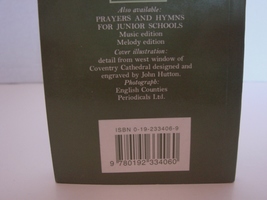 Also available:
PRAYERS AND HYMNS
FOR JUNIOR SCHOOLS
Music edition
Melody edition
Cover illustration:
detail from west window of
Coventry Cathedral designed and
engraved by John Hutton.
Photograph:
English Counties
Periodicals Ltd.
ISBN 0-19-233406-9
9 780192 334060